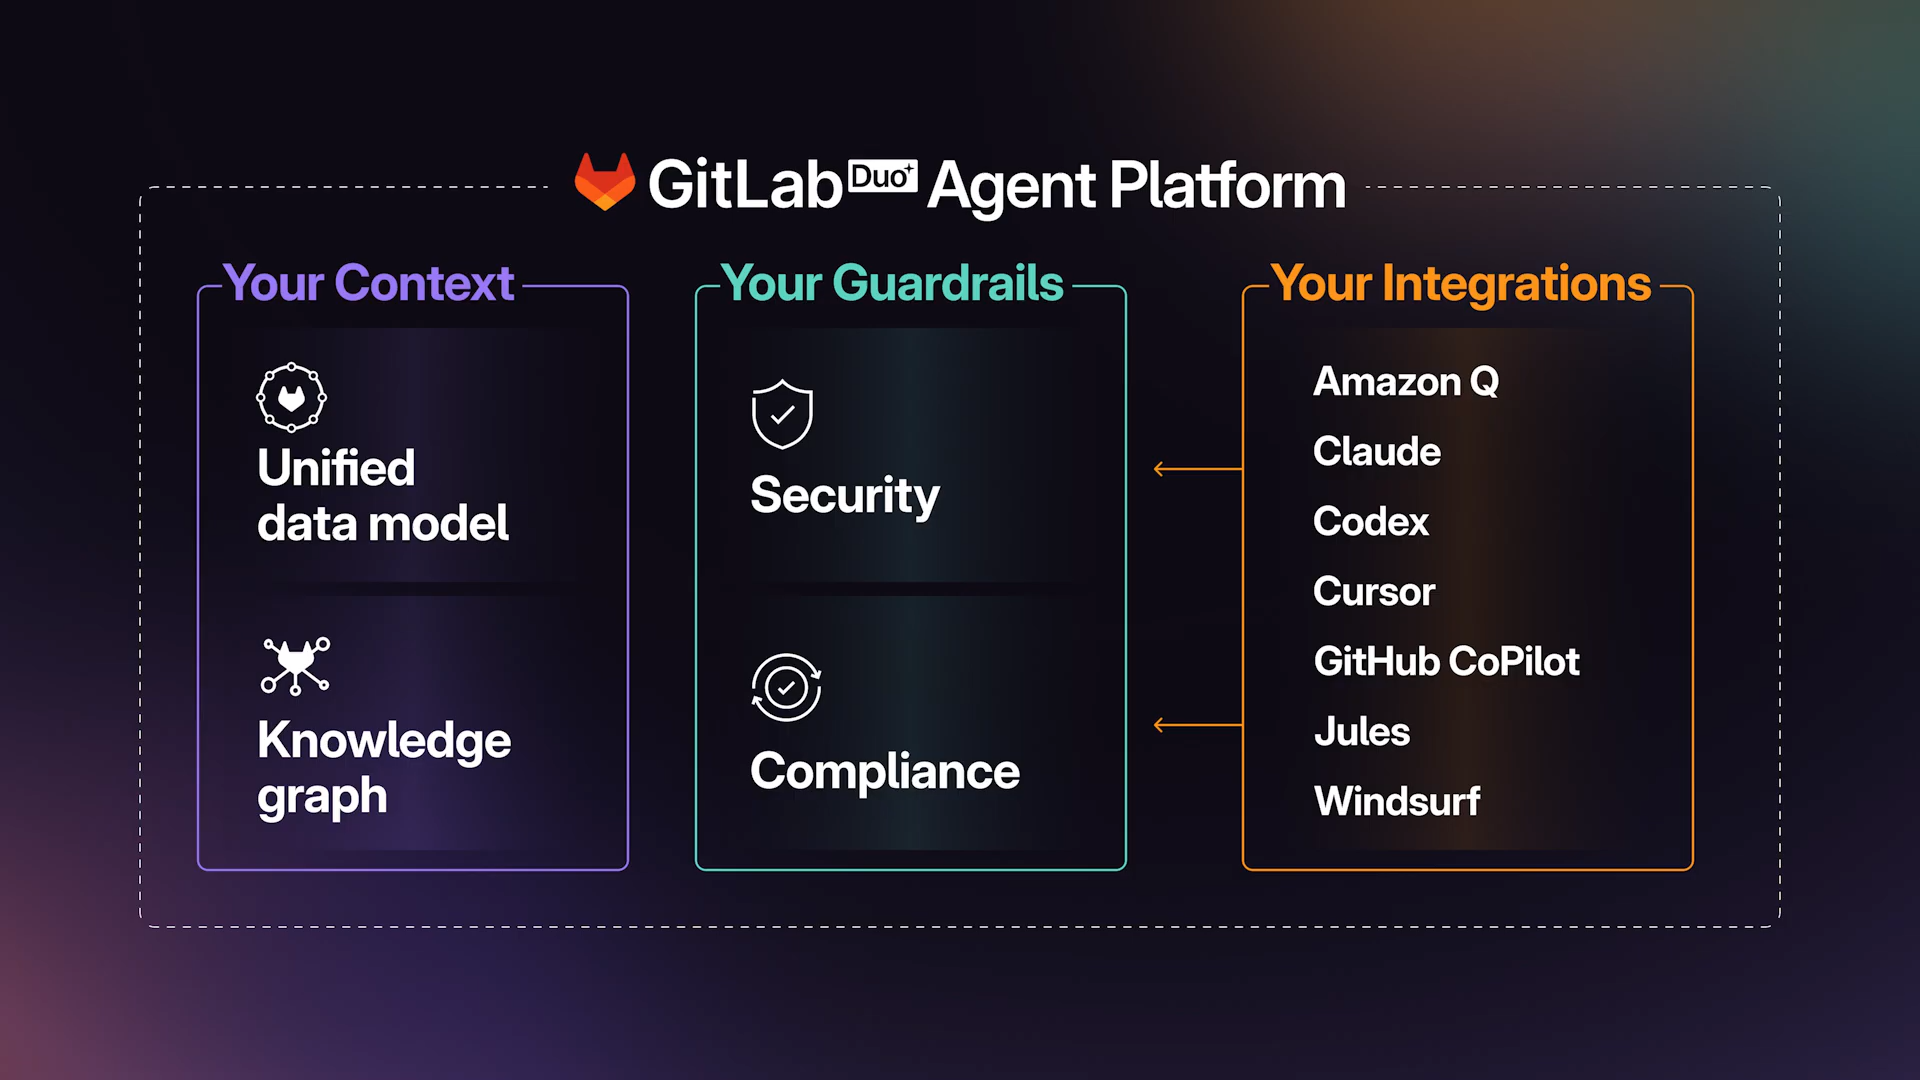 GitLab Duo Agent Platform
Your Context
Unified
data model
Knowledge
graph
Your Guardrails
Security
Compliance
Your Integrations
Amazon Q
Claude
Codex
Cursor
GitHub CoPilot
Jules
Windsurf